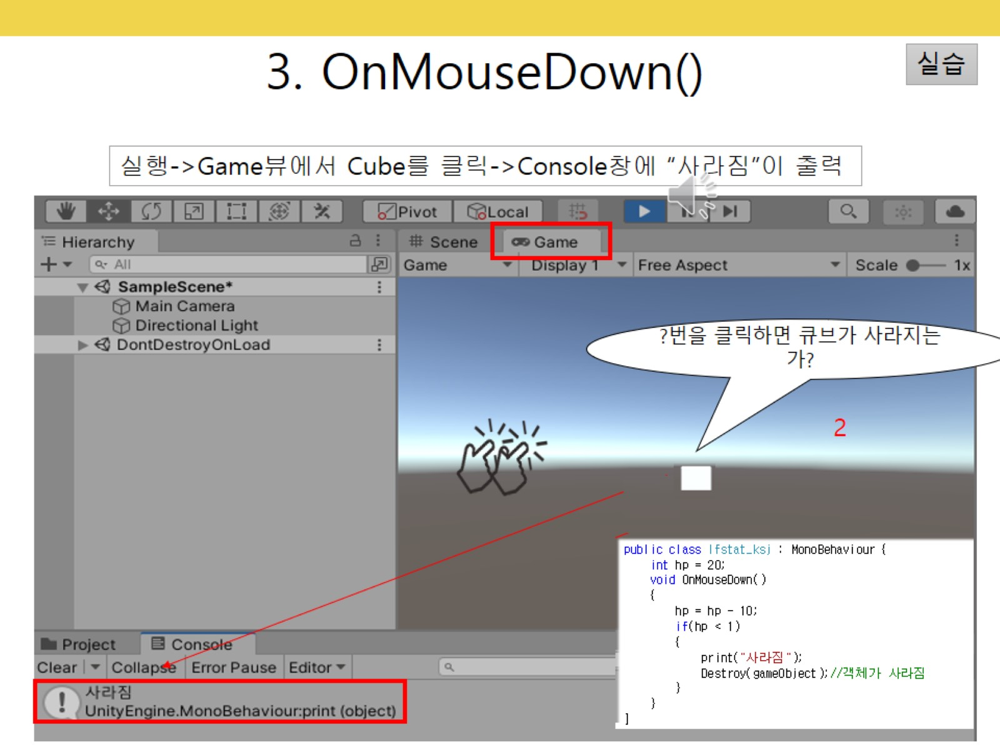 3. OnMouseDown()
실습
실행->Game뷰에서 Cube를 클릭->Console창에 “사라짐”이 출력
Pivot
Local
Hierarchy
Scene
Game
All
Game
Display 1
Free Aspect
Scale
1x
SampleScene*
Main Camera
Directional Light
DontDestroyOnLoad
?번을 클릭하면 큐브가 사라지는
가?
2
public class lfstat_ksj : MonoBehaviour {
int hp = 20;
void OnMouseDown()
{
hp = hp - 10;
if(hp < 1)
{
print("사라짐");
Destroy(gameObject);//객체가 사라짐
}
}
]
Project
Console
Clear
Collapse
Error Pause
Editor
사라짐
UnityEngine.MonoBehaviour:print (object)